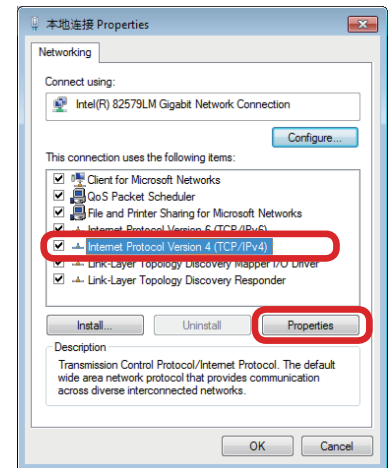 本地连接 Properties
Networking
Connect using:
Intel(R) 82579LM Gigabit Network Connection
Configure...
This connection uses the following items:
Client for Microsoft Networks
QoS Packet Scheduler
File and Printer Sharing for Microsoft Networks
Internet Protocol Version 6 (TCP/IPv6)
Internet Protocol Version 4 (TCP/IPv4)
Link-Layer Topology Discovery Mapper I/O Driver
Link-Layer Topology Discovery Responder
Install... Uninstall Properties
Description
Transmission Control Protocol/Internet Protocol. The default
wide area network protocol that provides communication
across diverse interconnected networks.
OK Cancel